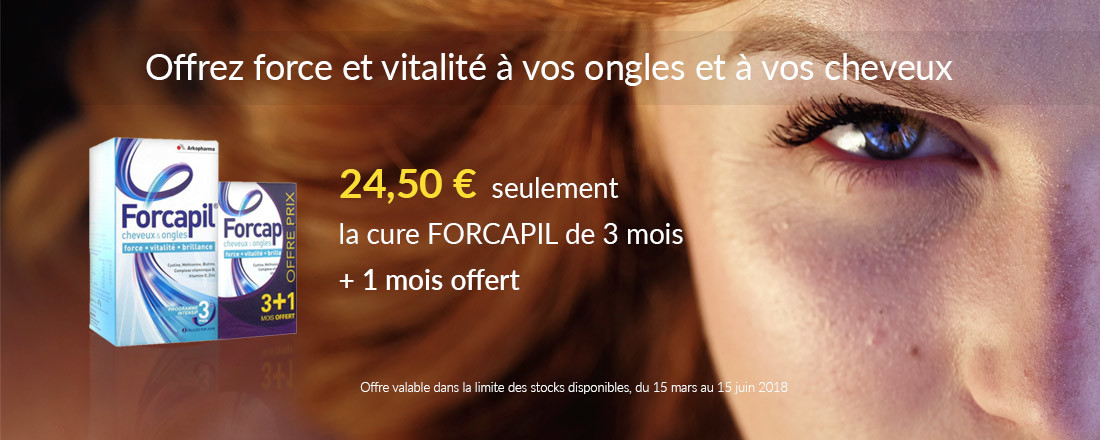 Offrez force et vitalité à vos ongles et à vos cheveux
Arkopharma
Forcapil®
cheveux & ongles
force • vitalité • brillance
Cystine, Méthionine, Biotine,
Complexe vitaminique B,
Vitamine E, Zinc
PROGRAMME
INTENSIF
3
Forcap
cheveux & ongles
force • vitalité • brilla
OFFRE PRIX
3+1
MOIS OFFERT
24,50 € seulement
la cure FORCAPIL de 3 mois
+ 1 mois offert
Offre valable dans la limite des stocks disponibles, du 15 mars au 15 juin 2018